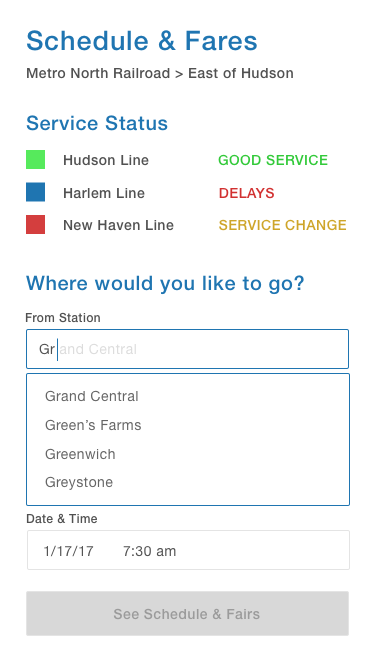 Schedule & Fares
Metro North Railroad > East of Hudson
Service Status
Hudson Line GOOD SERVICE
Harlem Line DELAYS
New Haven Line SERVICE CHANGE
Where would you like to go?
From Station
Grand Central
Grand Central
Green’s Farms
Greenwich
Greystone
Date & Time
1/17/17 7:30 am
See Schedule & Fairs